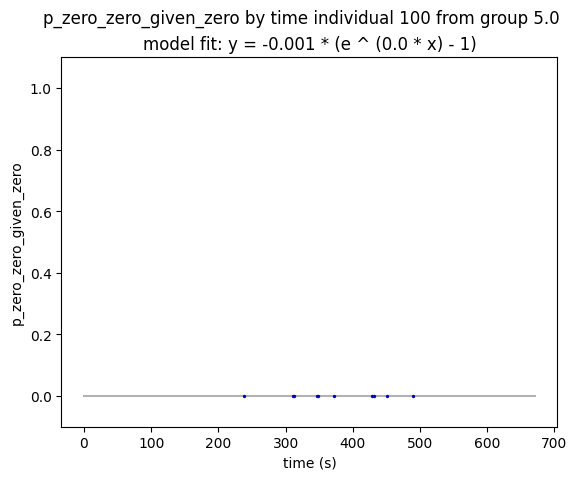 p_zero_zero_given_zero by time individual 100 from group 5.0
model fit: y = -0.001 * (e ^ (0.0 * x) - 1)
1.0
0.8
0.6
0.4
0.2
0.0
p_zero_zero_given_zero
0 100 200 300 400 500 600 700
time (s)